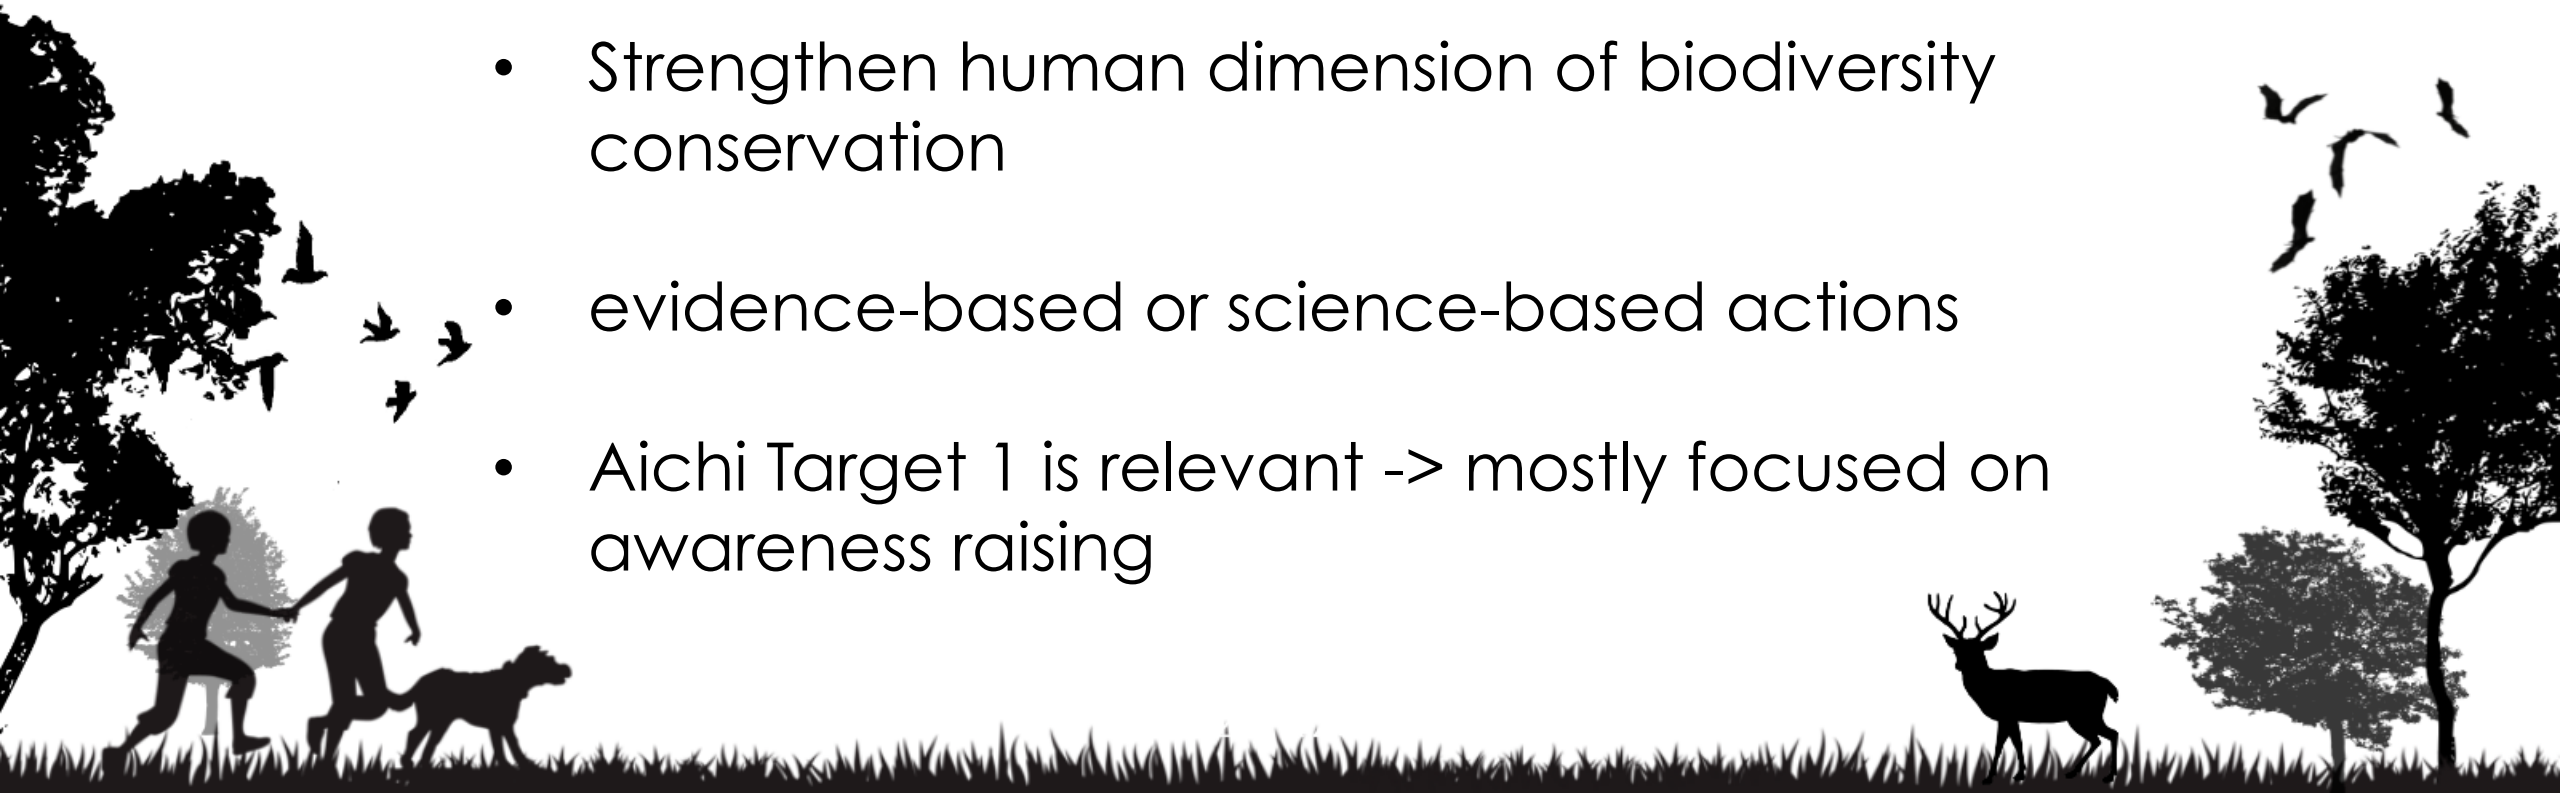 • Strengthen human dimension of biodiversity
conservation
• evidence-based or science-based actions
• Aichi Target 1 is relevant -> mostly focused on
awareness raising